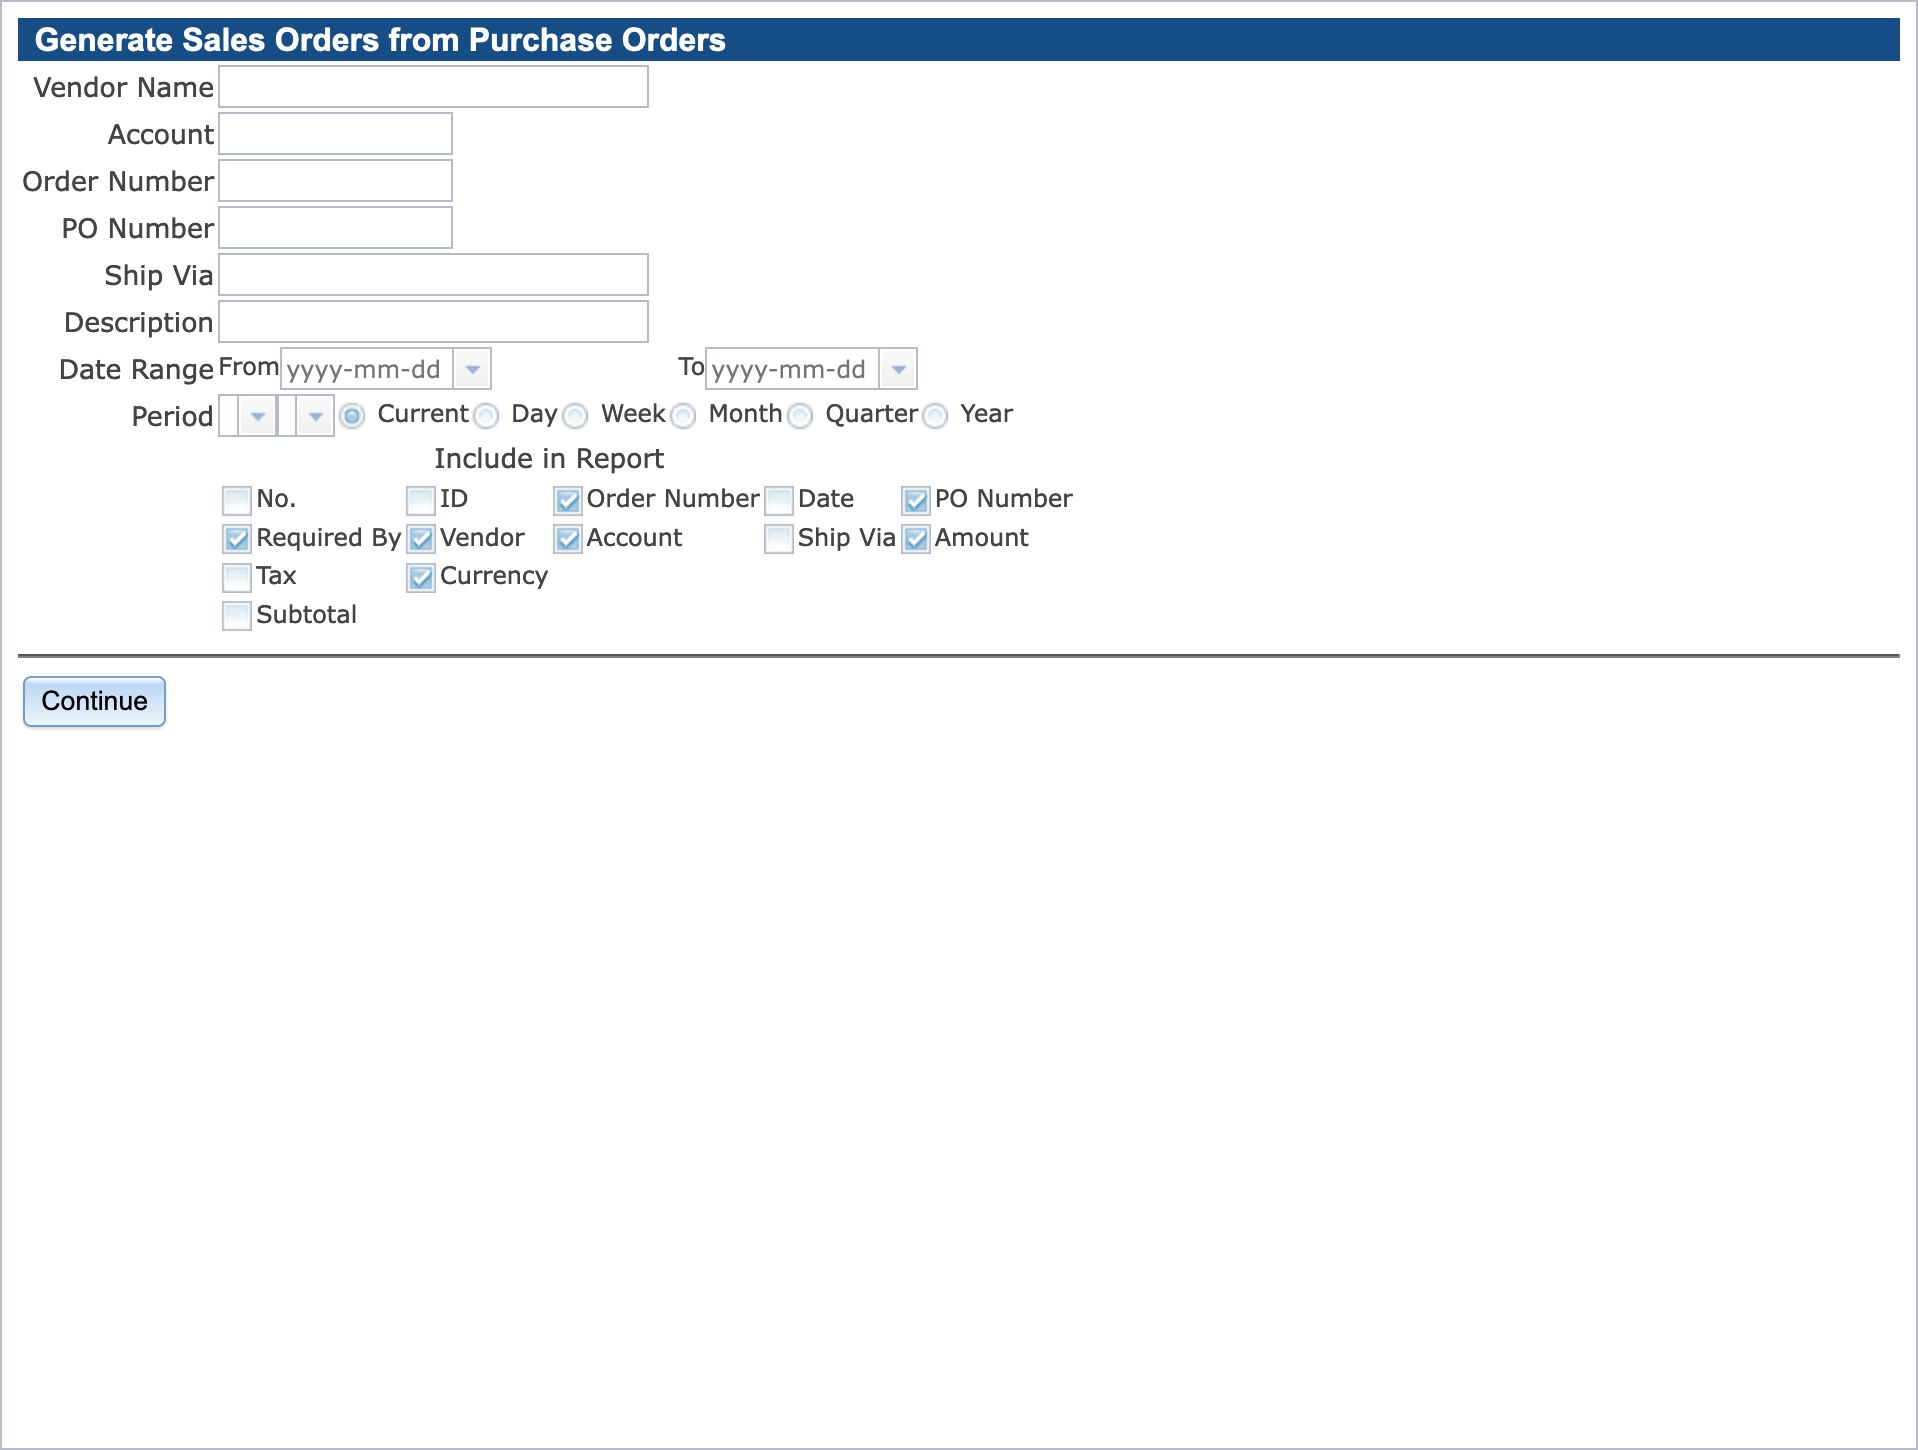 Generate Sales Orders from Purchase Orders
Vendor Name
Account
Order Number
PO Number
Ship Via
Description
Date Range From yyyy-mm-dd To yyyy-mm-dd
Period Current Day Week Month Quarter Year
Include in Report
No. ID Order Number Date PO Number
Required By Vendor Account Ship Via Amount
Tax Currency
Subtotal
Continue